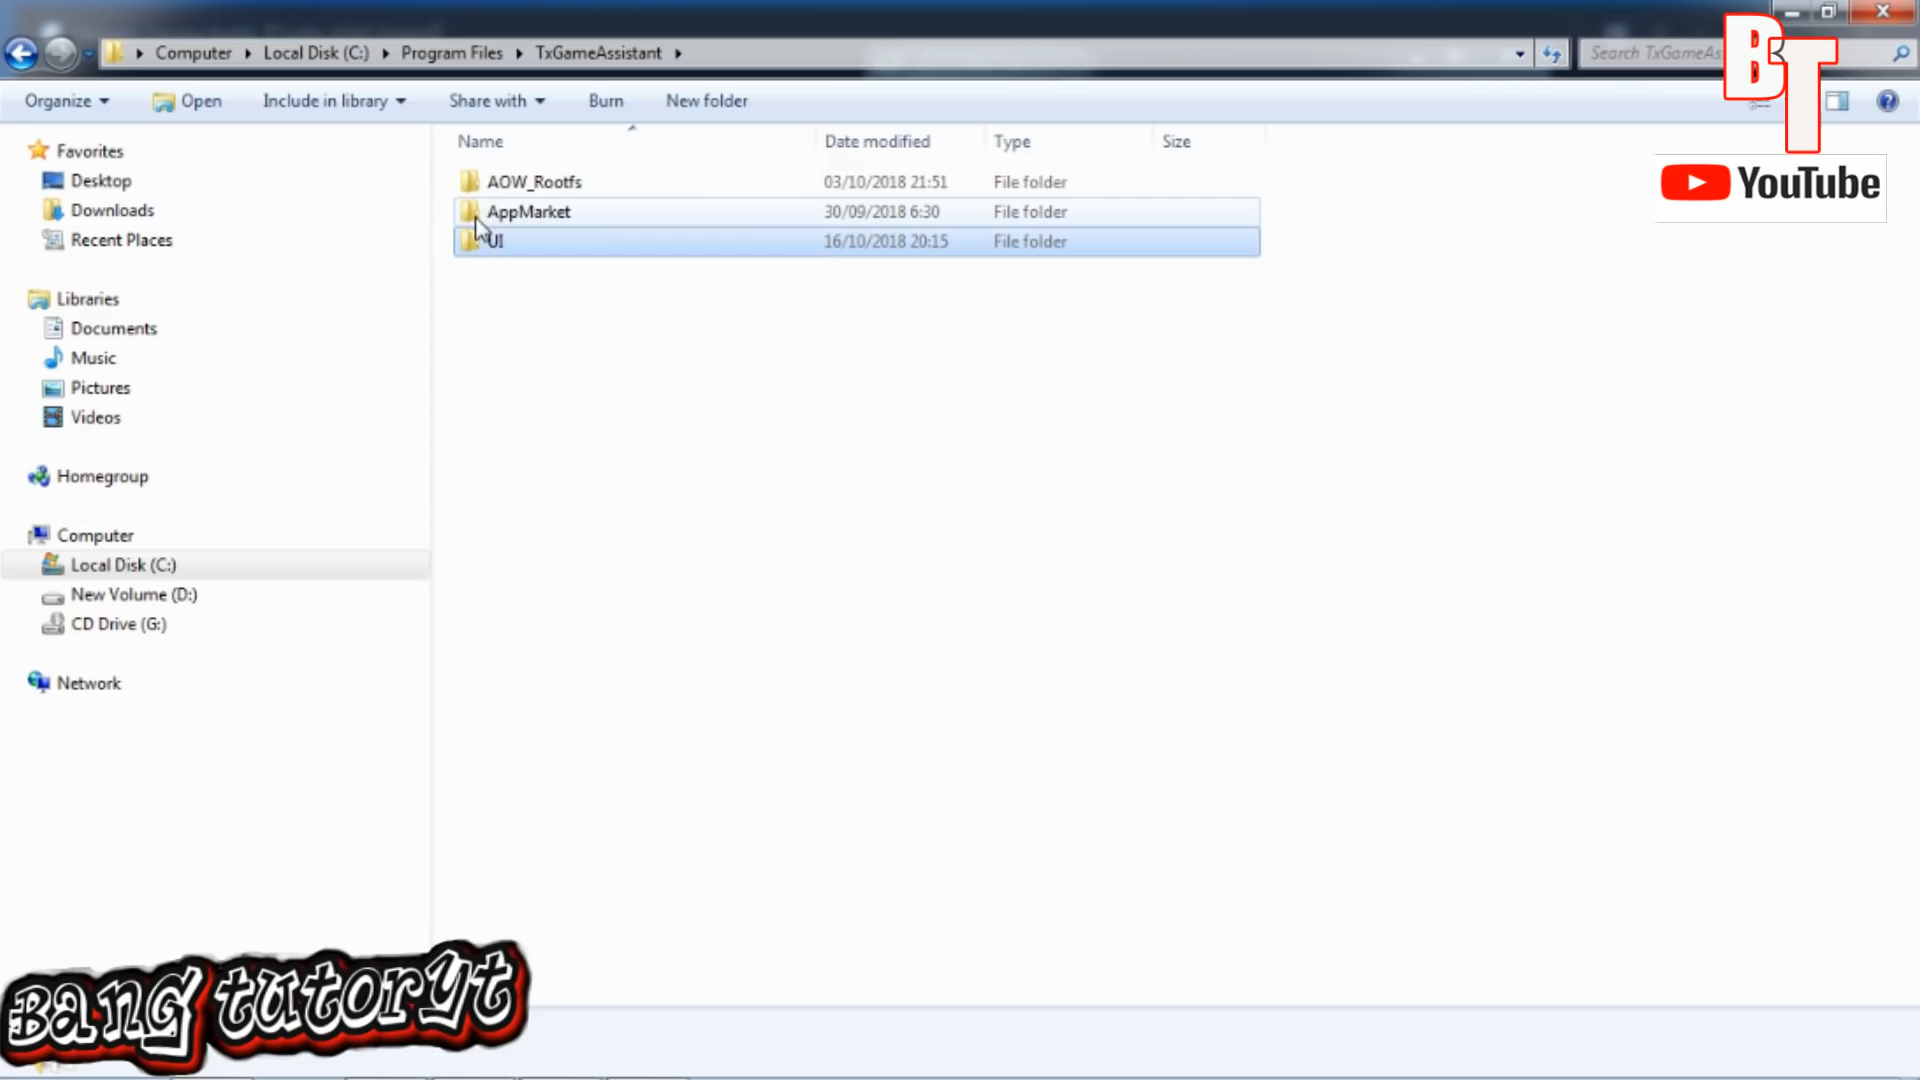 Computer Local Disk (C:) Program Files TxGameAssistant
Search TxGameAs
BT
Organize Open Include in library Share with Burn New folder
YouTube
Name Date modified Type Size
AOW_Rootfs 03/10/2018 21:51 File folder
AppMarket 30/09/2018 6:30 File folder
UI 16/10/2018 20:15 File folder
Favorites
Desktop
Downloads
Recent Places
Libraries
Documents
Music
Pictures
Videos
Homegroup
Computer
Local Disk (C:)
New Volume (D:)
CD Drive (G:)
Network
Bang tutoryt